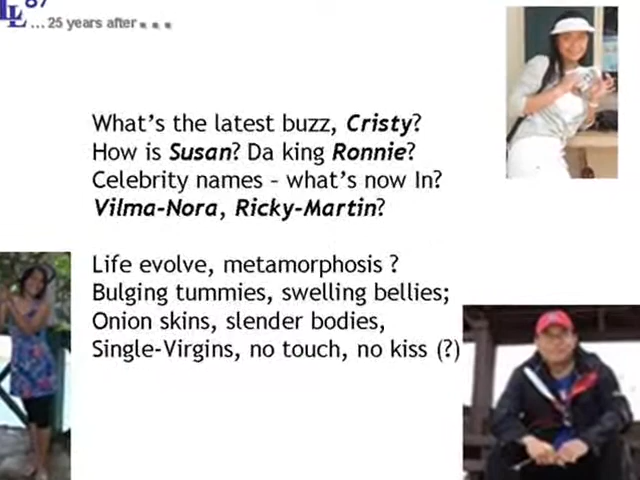 LL 87
... 25 years after...
What's the latest buzz, Cristy?
How is Susan? Da king Ronnie?
Celebrity names – what's now In?
Vilma-Nora, Ricky-Martin?
Life evolve, metamorphosis ?
Bulging tummies, swelling bellies;
Onion skins, slender bodies,
Single-Virgins, no touch, no kiss (?)